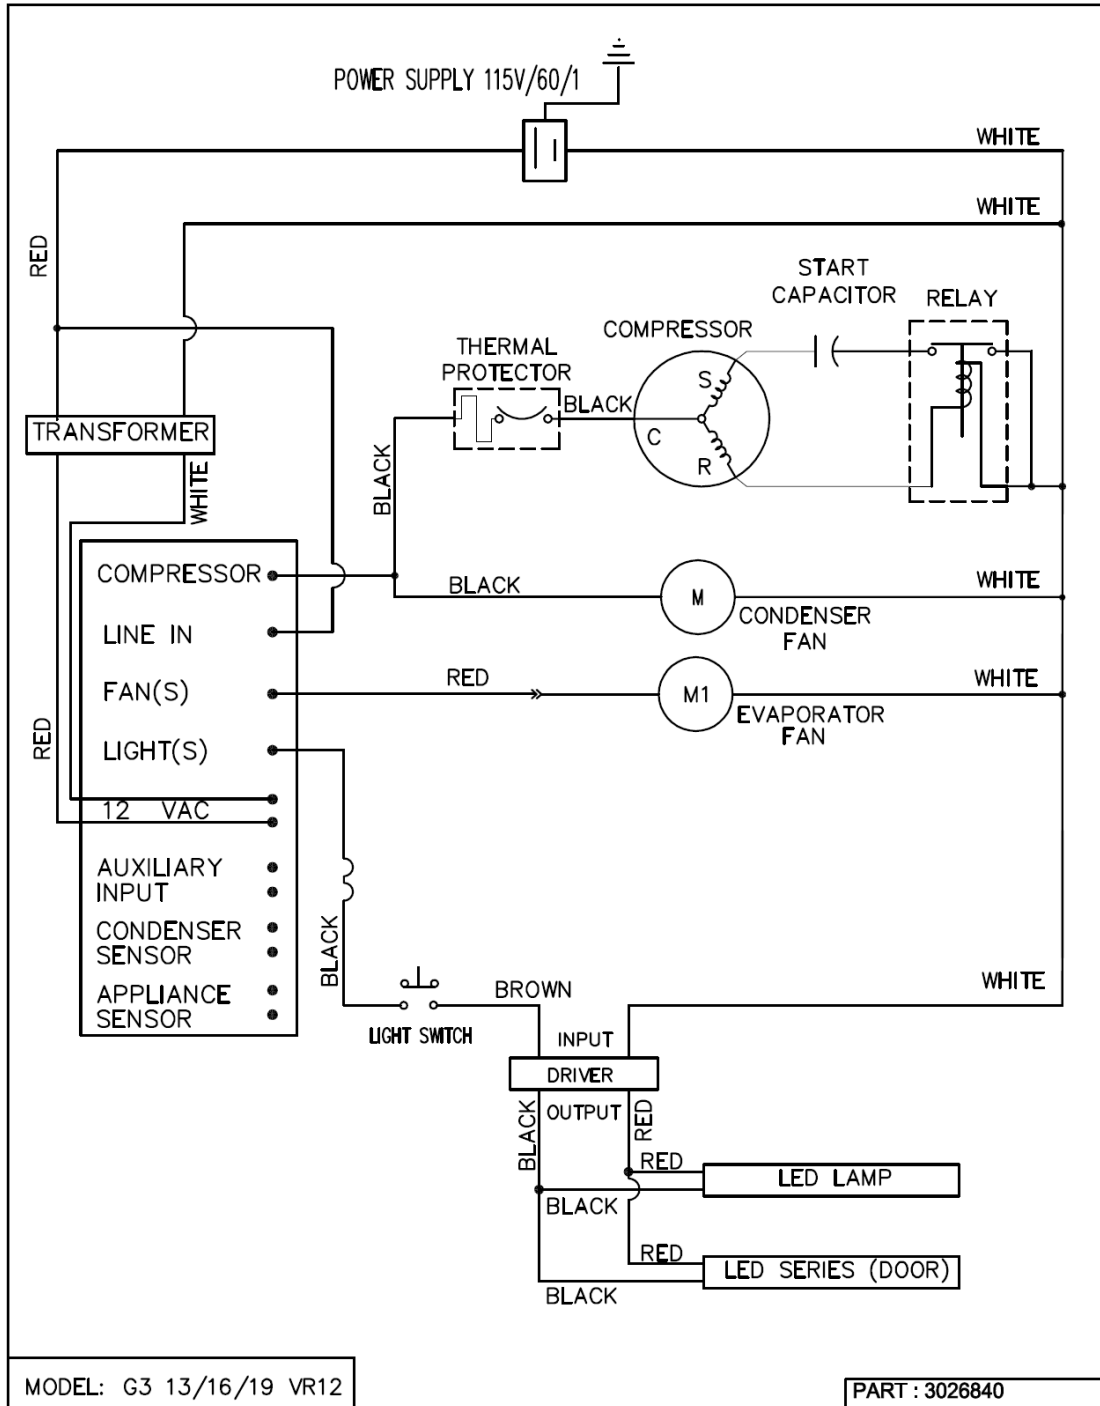 POWER SUPPLY 115V/60/1
WHITE
WHITE
RED
START
CAPACITOR
RELAY
COMPRESSOR
THERMAL
PROTECTOR
BLACK
S
C
R
TRANSFORMER
WHITE
BLACK
COMPRESSOR
BLACK
M
WHITE
CONDENSER
FAN
LINE IN
FAN(S)
RED
M1
WHITE
EVAPORATOR
FAN
RED
LIGHT(S)
12 VAC
AUXILIARY
INPUT
CONDENSER
SENSOR
APPLIANCE
SENSOR
BLACK
LIGHT SWITCH
BROWN
WHITE
INPUT
DRIVER
OUTPUT
BLACK
RED
RED
LED LAMP
BLACK
RED
LED SERIES (DOOR)
BLACK
MODEL: G3 13/16/19 VR12
PART : 3026840